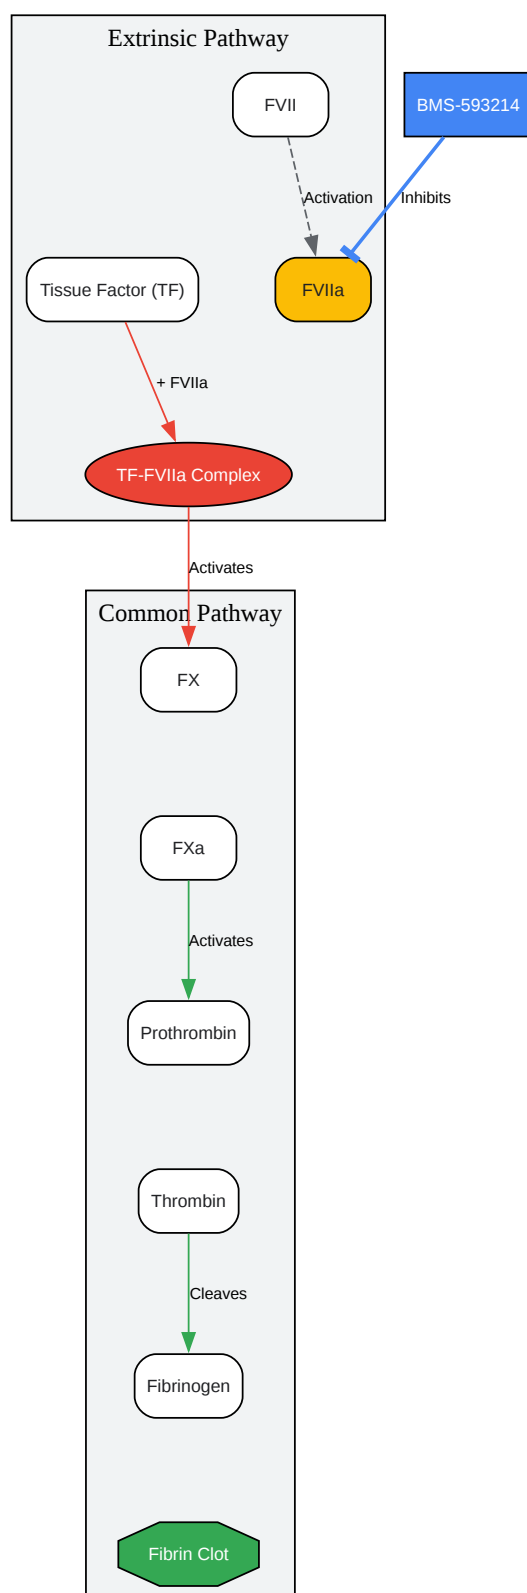 Extrinsic Pathway
FVII
BMS-593214
Activation
Inhibits
Tissue Factor (TF)
FVIIa
+ FVIIa
TF-FVIIa Complex
Activates
Common Pathway
FX
FXa
Activates
Prothrombin
Thrombin
Cleaves
Fibrinogen
Fibrin Clot